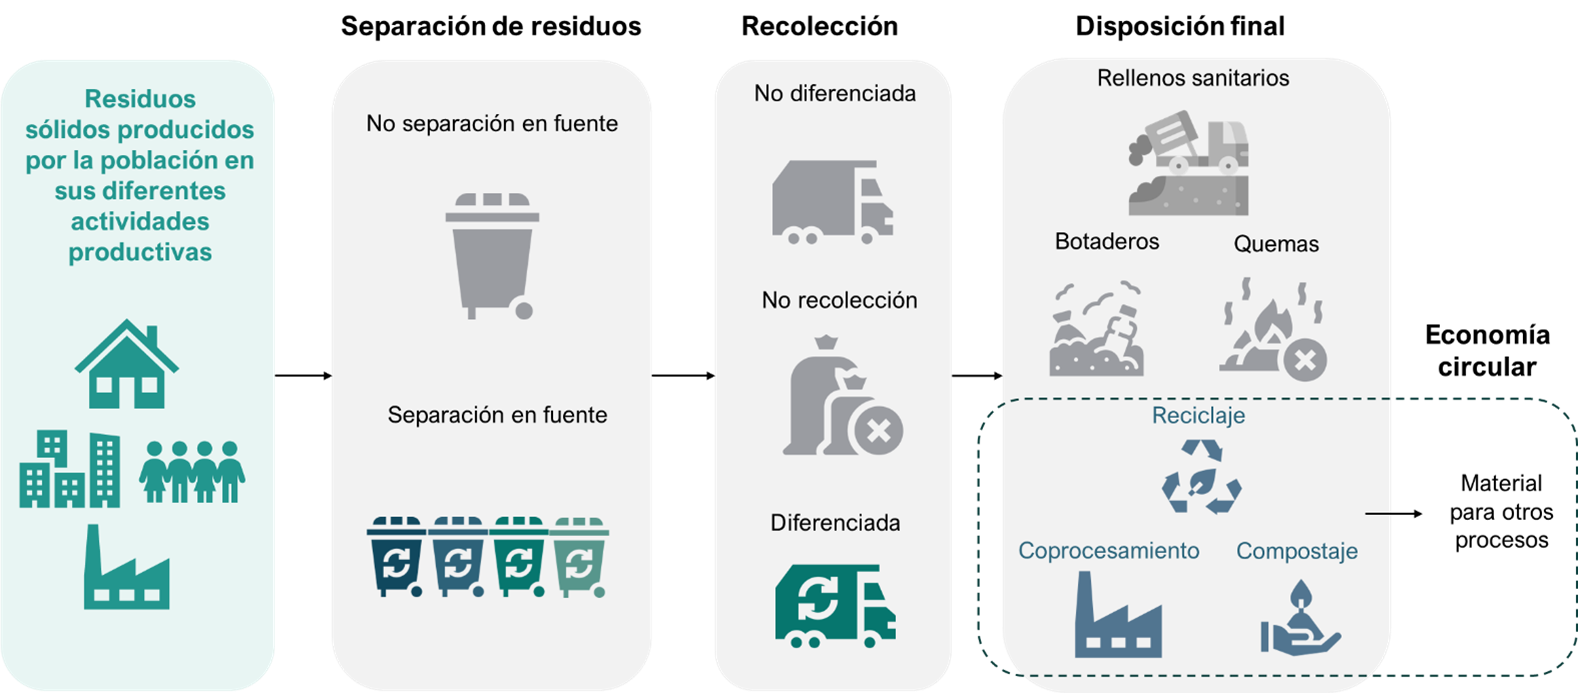 Separación de residuos
Recolección
Disposición final
Residuos
sólidos producidos
por la población en
sus diferentes
actividades
productivas
No separación en fuente
Separación en fuente
No diferenciada
No recolección
Diferenciada
Rellenos sanitarios
Botaderos
Quemas
Economía
circular
Reciclaje
Coprocesamiento
Compostaje
Material
para otros
procesos